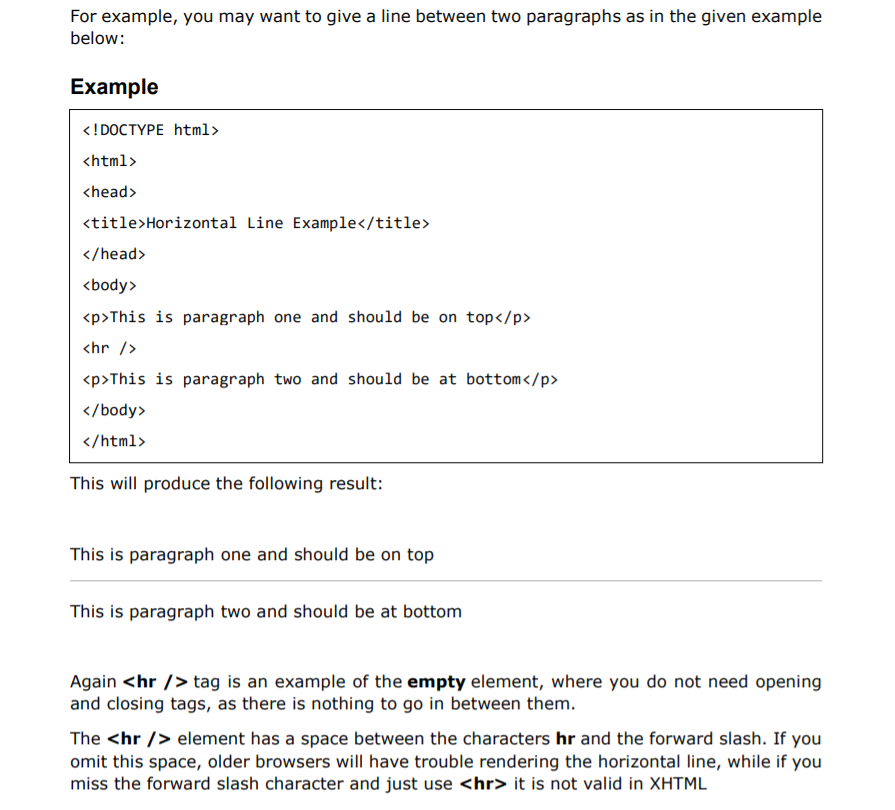 For example, you may want to give a line between two paragraphs as in the given example
below:
Example
<!DOCTYPE html>
<html>
<head>
<title>Horizontal Line Example</title>
</head>
<body>
<p>This is paragraph one and should be on top</p>
<hr />
<p>This is paragraph two and should be at bottom</p>
</body>
</html>
This will produce the following result:
This is paragraph one and should be on top
This is paragraph two and should be at bottom
Again <hr /> tag is an example of the empty element, where you do not need opening
and closing tags, as there is nothing to go in between them.
The <hr /> element has a space between the characters hr and the forward slash. If you
omit this space, older browsers will have trouble rendering the horizontal line, while if you
miss the forward slash character and just use <hr> it is not valid in XHTML